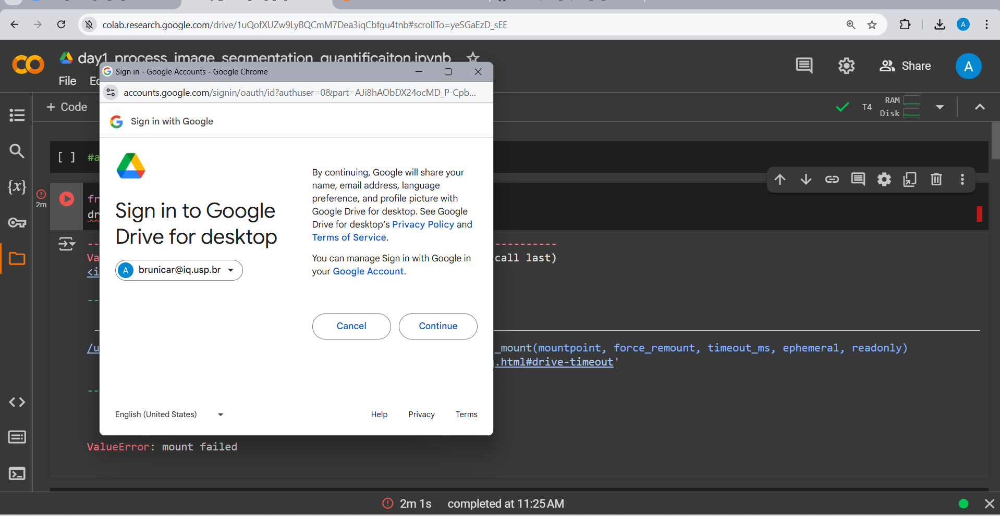 colab.research.google.com/drive/1uQofXUZw9LyBQCmM7Dea3iqCbfgu4tnb#scrollTo=yeSGaEzD_sEE
A
day1_process_image_segmentation_quantificaiton.ipynb
Share
A
File
Sign in - Google Accounts - Google Chrome
accounts.google.com/signin/oauth/id?authuser=0&part=AJi8hAObDX24ocMD_P-Cpb...
+ Code
T4
RAM
Disk
Sign in with Google
[ ] #a
2m
fr
dr
Sign in to Google
Drive for desktop
A brunicar@iq.usp.br
By continuing, Google will share your
name, email address, language
preference, and profile picture with
Google Drive for desktop. See Google
Drive for desktop’s Privacy Policy and
Terms of Service.
You can manage Sign in with Google in
your Google Account.
Cancel
Continue
{x}
-- ----------
Va call last)
<i
--
/u _mount(mountpoint, force_remount, timeout_ms, ephemeral, readonly)
.html#drive-timeout'
--
English (United States)
Help
Privacy
Terms
ValueError: mount failed
2m 1s completed at 11:25 AM